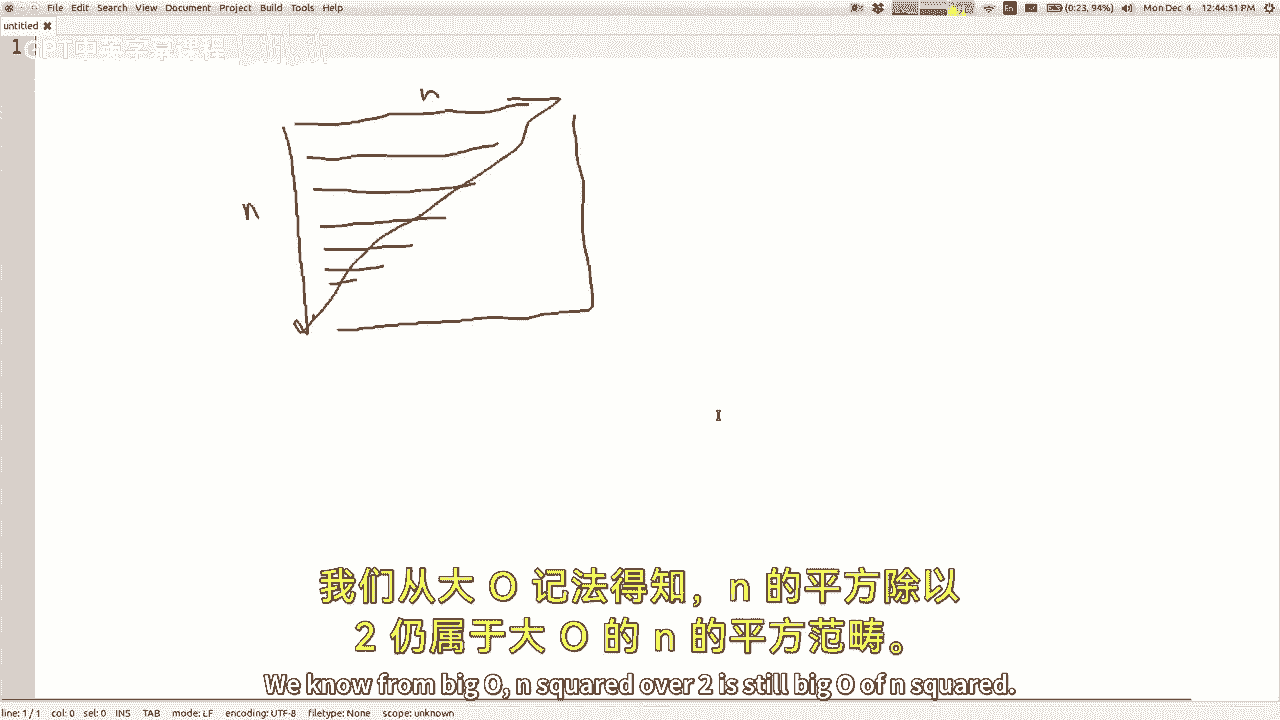 File Edit Search View Document Project Build Tools Help
En (0:23, 94%) Mon Dec 4 12:44:51 PM
untitled
1
GPT中英字幕课程
n
n
我们从大 O 记法得知，n 的平方除以
2 仍属于大 O 的 n 的平方范畴。
We know from big O, n squared over 2 is still big O of n squared.
line: 1 / 1 col: 0 sel: 0 INS TAB mode: LF encoding: UTF-8 filetype: None scope: unknown